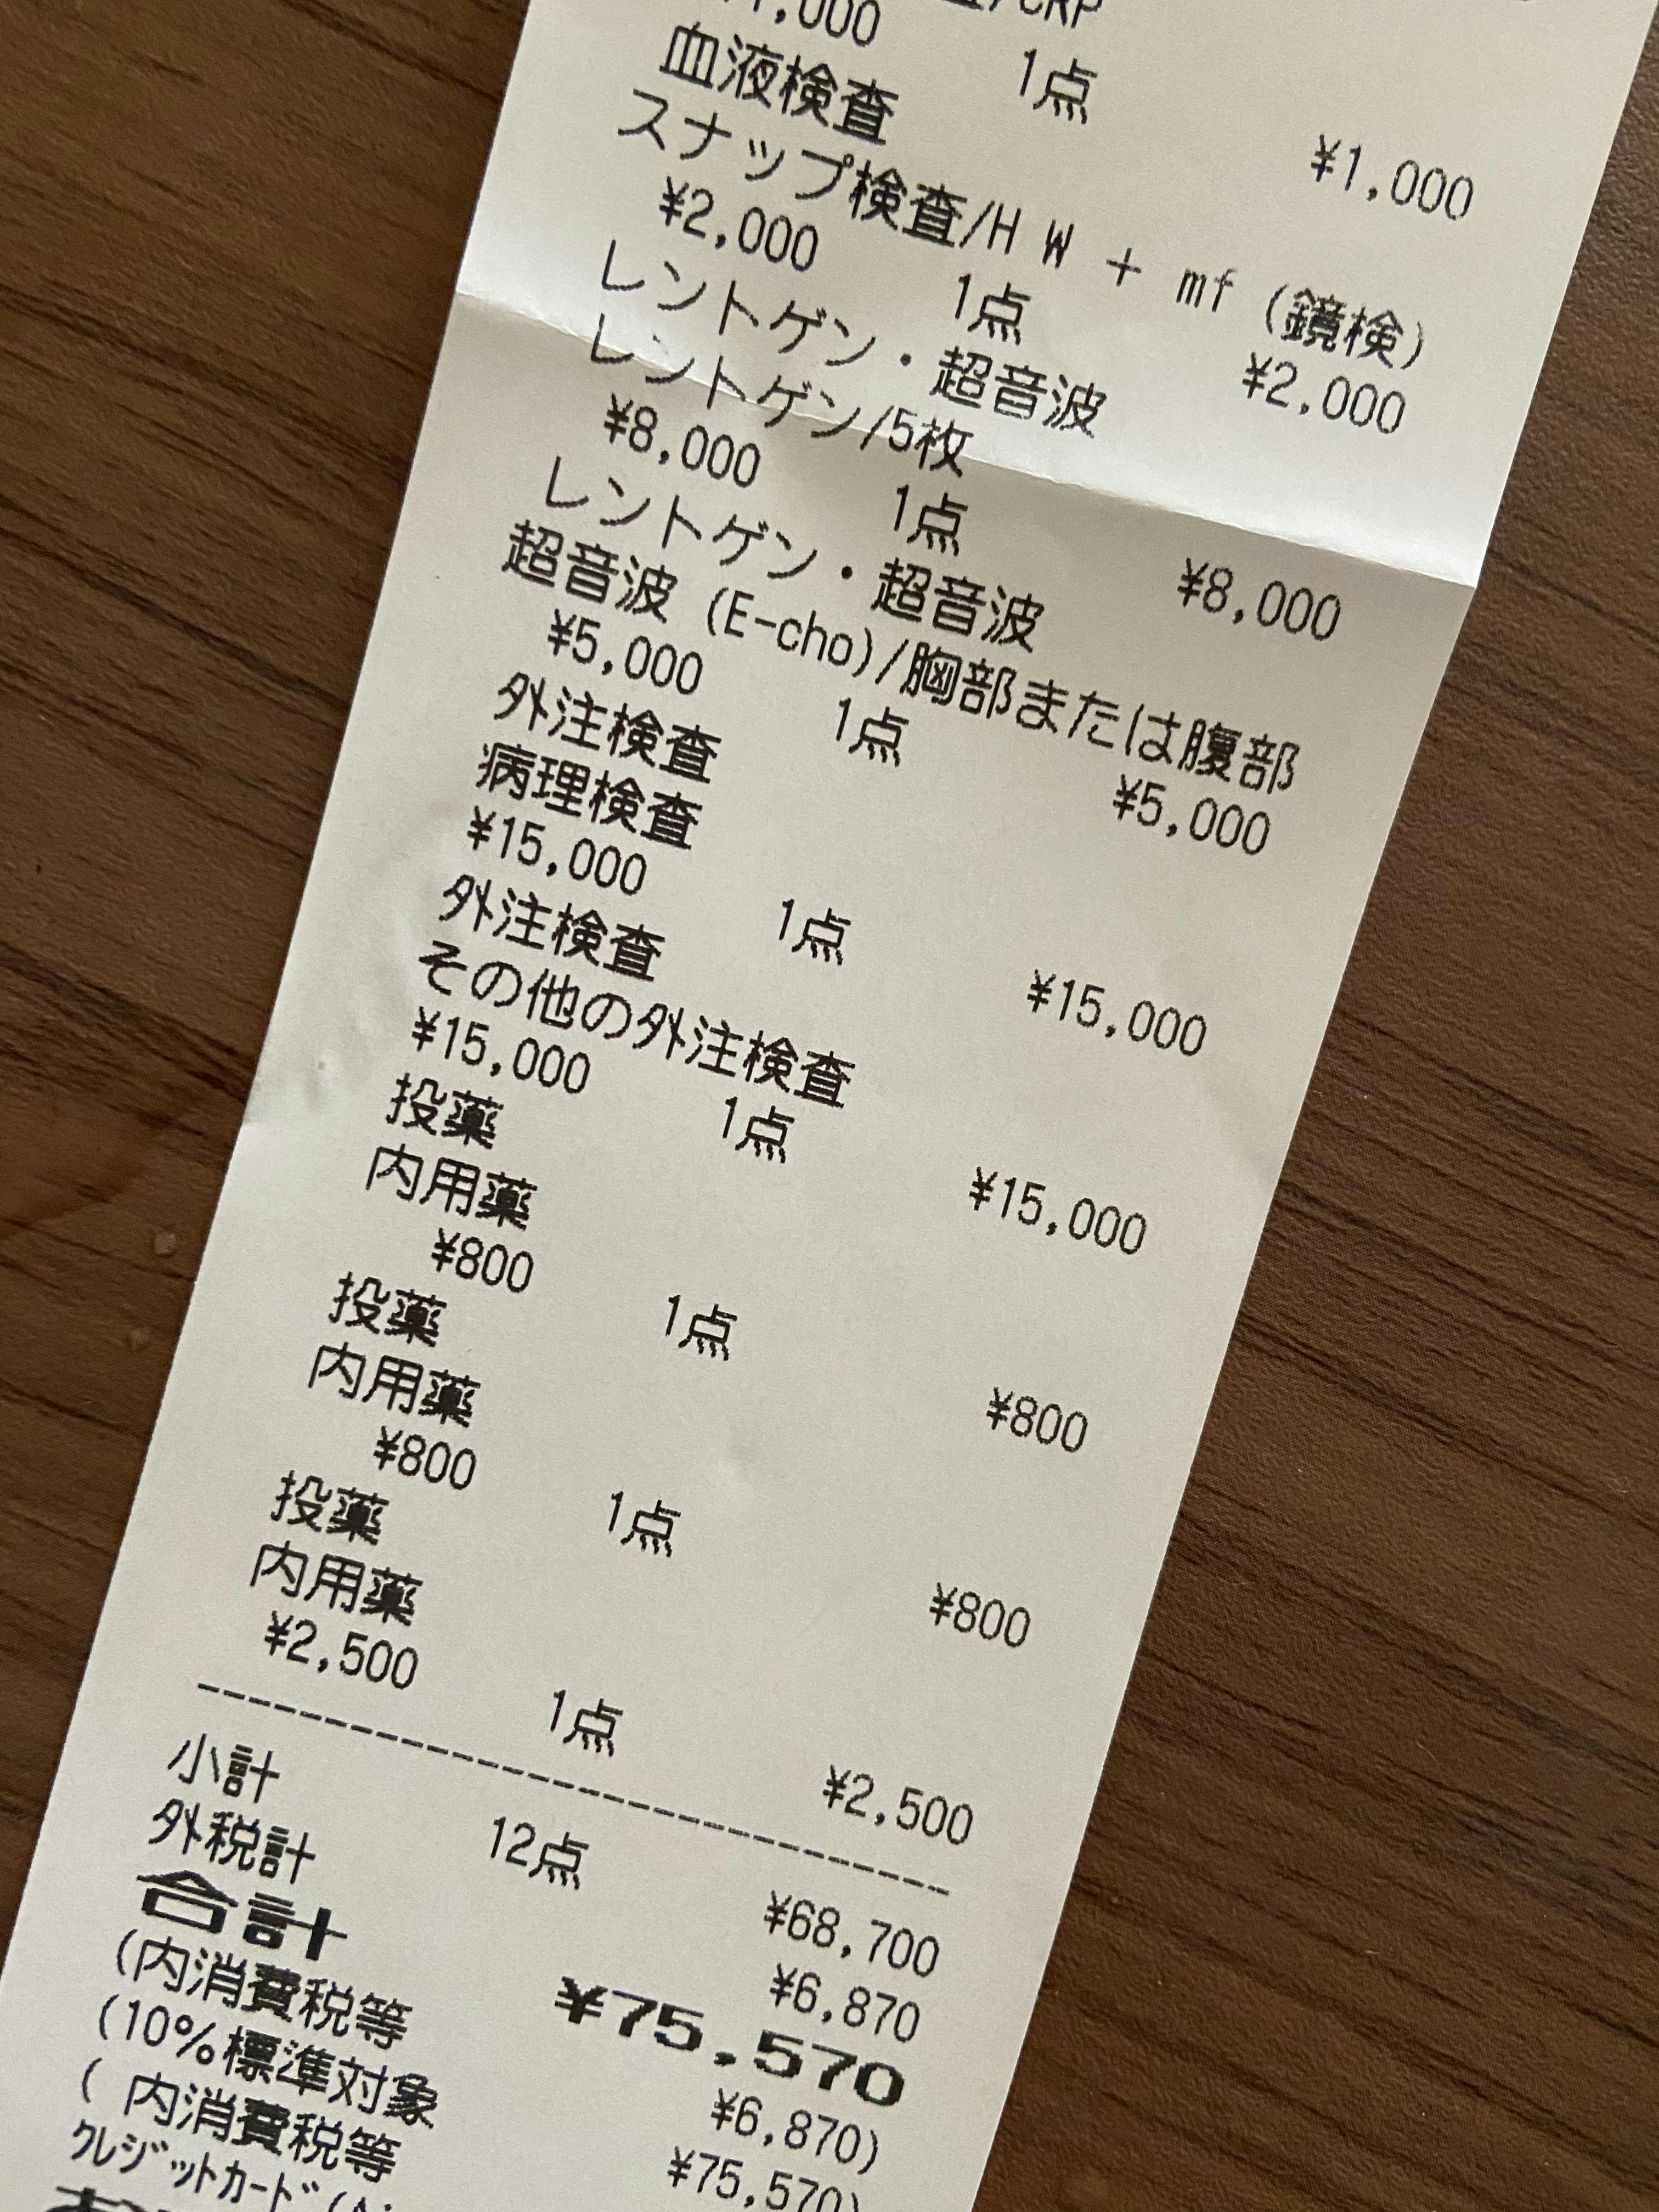 /CRP
1点 ¥1,000
血液検査
スナップ検査/H W + mf (鏡検)
¥2,000 1点 ¥2,000
レントゲン・超音波
レントゲン/5枚
¥8,000 1点 ¥8,000
レントゲン・超音波
超音波 (E-cho)/胸部または腹部
¥5,000 1点 ¥5,000
外注検査
病理検査
¥15,000 1点 ¥15,000
外注検査
その他の外注検査
¥15,000 1点 ¥15,000
投薬
内用薬
¥800 1点 ¥800
投薬
内用薬
¥800 1点 ¥800
投薬
内用薬
¥2,500 1点 ¥2,500
小計 12点 ¥68,700
外税計 ¥6,870
合計 ¥75,570
(内消費税等 ¥6,870)
(10%標準対象 ¥75,570)
( 内消費税等
クレジットカード